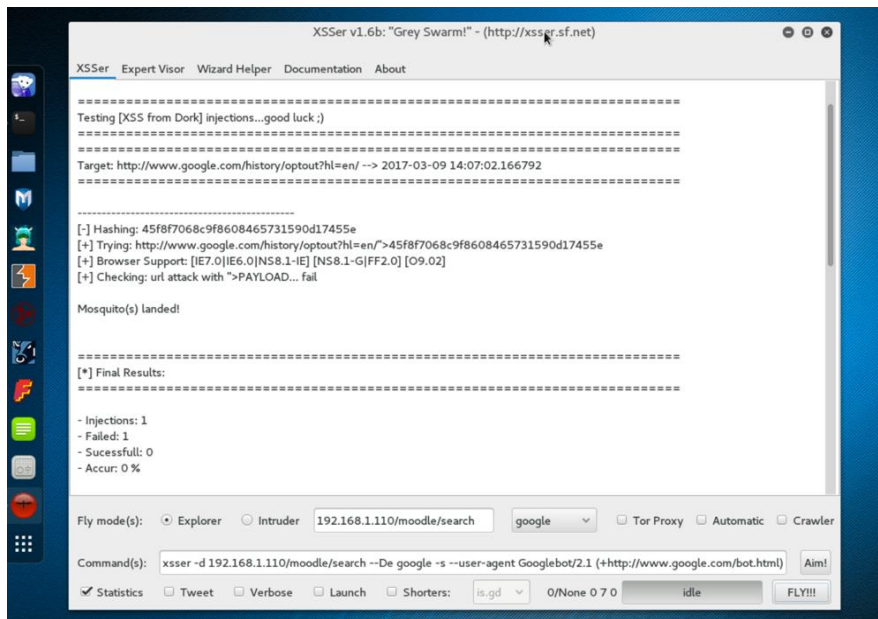 XSSer v1.6b: "Grey Swarm!" - (http://xsser.sf.net)
XSSer Expert Visor Wizard Helper Documentation About
===========================================================================
Testing [XSS from Dork] injections...good luck ;)
===========================================================================
===========================================================================
Target: http://www.google.com/history/optout?hl=en/ --> 2017-03-09 14:07:02.166792
===========================================================================
---------------------------------------------
[-] Hashing: 45f8f7068c9f8608465731590d17455e
[+] Trying: http://www.google.com/history/optout?hl=en/">45f8f7068c9f8608465731590d17455e
[+] Browser Support: [IE7.0|IE6.0|NS8.1-IE] [NS8.1-G|FF2.0] [O9.02]
[+] Checking: url attack with ">PAYLOAD... fail
Mosquito(s) landed!
===========================================================================
[*] Final Results:
===========================================================================
- Injections: 1
- Failed: 1
- Sucessfull: 0
- Accur: 0 %
Fly mode(s): Explorer Intruder 192.168.1.110/moodle/search google Tor Proxy Automatic Crawler
Command(s): xsser -d 192.168.1.110/moodle/search --De google -s --user-agent Googlebot/2.1 (+http://www.google.com/bot.html) Aim!
Statistics Tweet Verbose Launch Shorters: is.gd 0/None 0 7 0 idle FLY!!!